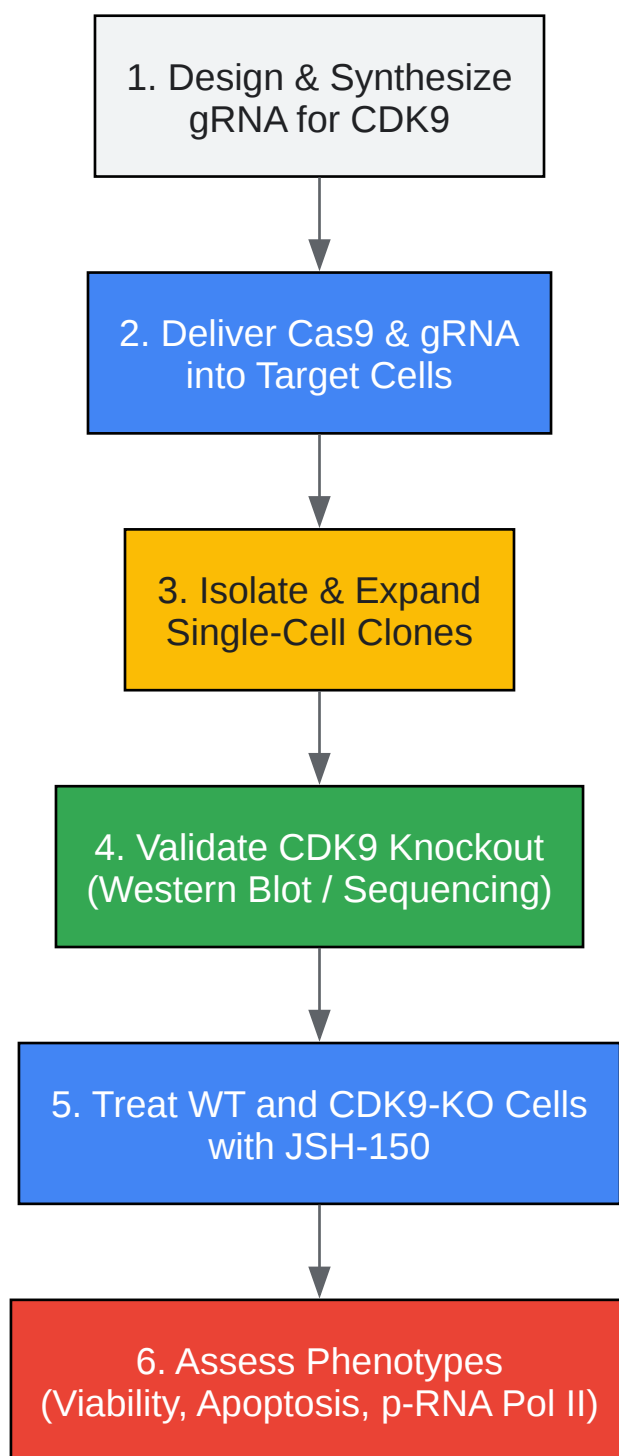 1. Design & Synthesize
gRNA for CDK9
2. Deliver Cas9 & gRNA
into Target Cells
3. Isolate & Expand
Single-Cell Clones
4. Validate CDK9 Knockout
(Western Blot / Sequencing)
5. Treat WT and CDK9-KO Cells
with JSH-150
6. Assess Phenotypes
(Viability, Apoptosis, p-RNA Pol II)